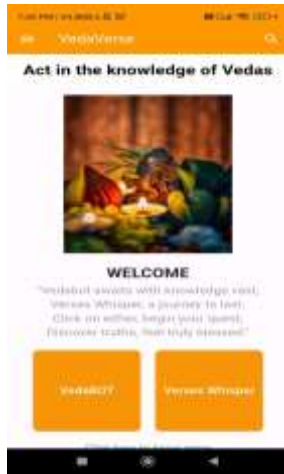 VedaVerse
Act in the knowledge of Vedas
WELCOME
"Vedabot awaits with knowledge vast,
Verses Whisper, a journey to last,
Click on either, begin your quest,
Discover truths, feel truly blessed"
VedaBOT
Verses Whisper